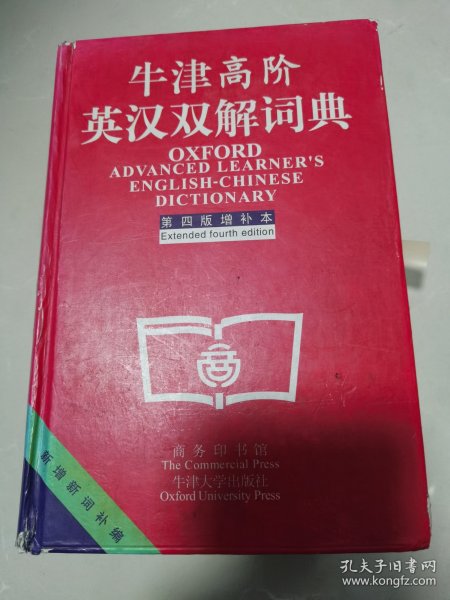 牛津高阶
英汉双解词典
OXFORD
ADVANCED LEARNER'S
ENGLISH-CHINESE
DICTIONARY
第四版增补本
Extended fourth edition
商务印书馆
The Commercial Press
牛津大学出版社
Oxford University Press
新增新词补编
孔夫子旧书网
www.kongfz.com